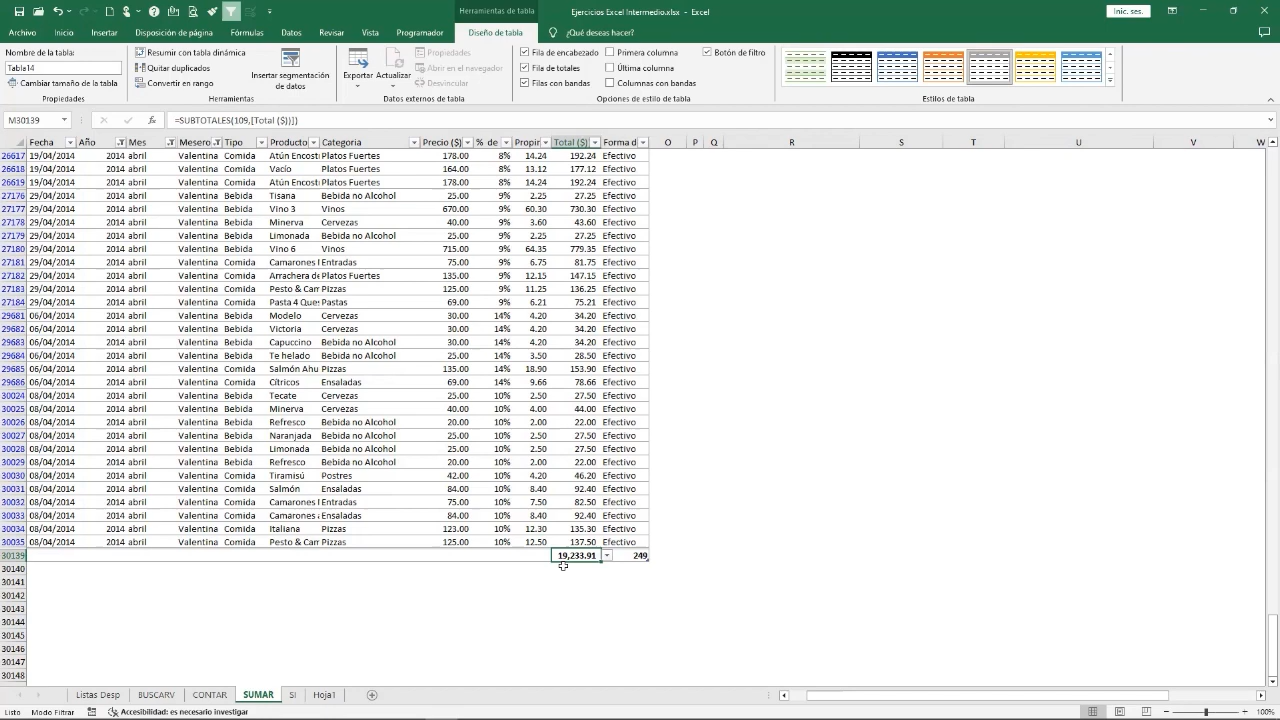 Herramientas de tabla
Ejercicios Excel Intermedio.xlsx - Excel
Inic. ses.
Archivo Inicio Insertar Disposición de página Fórmulas Datos Revisar Vista Programador Diseño de tabla ¿Qué deseas hacer?
Nombre de la tabla:
Tabla14
Cambiar tamaño de la tabla
Propiedades
Resumir con tabla dinámica
Quitar duplicados
Convertir en rango
Insertar segmentación de datos
Herramientas
Exportar Actualizar
Propiedades
Abrir en el navegador
Desvincular
Datos externos de tabla
Fila de encabezado Primera columna Botón de filtro
Fila de totales Última columna
Filas con bandas Columnas con bandas
Opciones de estilo de tabla
Estilos de tabla
M30139 =SUBTOTALES(109,[Total ($)])
Fecha Año Mes Mesero Tipo Producto Categoria Precio ($) % de Propin Total ($) Forma d O P Q R S T U V W
26617 19/04/2014 2014 abril Valentina Comida Atún Encost Platos Fuertes 178.00 8% 14.24 192.24 Efectivo
26618 19/04/2014 2014 abril Valentina Comida Vacío Platos Fuertes 164.00 8% 13.12 177.12 Efectivo
26619 19/04/2014 2014 abril Valentina Comida Atún Encost Platos Fuertes 178.00 8% 14.24 192.24 Efectivo
27176 29/04/2014 2014 abril Valentina Bebida Tisana Bebida no Alcohol 25.00 9% 2.25 27.25 Efectivo
27177 29/04/2014 2014 abril Valentina Bebida Vino 3 Vinos 670.00 9% 60.30 730.30 Efectivo
27178 29/04/2014 2014 abril Valentina Bebida Minerva Cervezas 40.00 9% 3.60 43.60 Efectivo
27179 29/04/2014 2014 abril Valentina Bebida Limonada Bebida no Alcohol 25.00 9% 2.25 27.25 Efectivo
27180 29/04/2014 2014 abril Valentina Bebida Vino 6 Vinos 715.00 9% 64.35 779.35 Efectivo
27181 29/04/2014 2014 abril Valentina Comida Camarones I Entradas 75.00 9% 6.75 81.75 Efectivo
27182 29/04/2014 2014 abril Valentina Comida Arrachera de Platos Fuertes 135.00 9% 12.15 147.15 Efectivo
27183 29/04/2014 2014 abril Valentina Comida Pesto & Cam Pizzas 125.00 9% 11.25 136.25 Efectivo
27184 29/04/2014 2014 abril Valentina Comida Pasta 4 Ques Pastas 69.00 9% 6.21 75.21 Efectivo
29681 06/04/2014 2014 abril Valentina Bebida Modelo Cervezas 30.00 14% 4.20 34.20 Efectivo
29682 06/04/2014 2014 abril Valentina Bebida Victoria Cervezas 30.00 14% 4.20 34.20 Efectivo
29683 06/04/2014 2014 abril Valentina Bebida Capuccino Bebida no Alcohol 30.00 14% 4.20 34.20 Efectivo
29684 06/04/2014 2014 abril Valentina Bebida Te helado Bebida no Alcohol 25.00 14% 3.50 28.50 Efectivo
29685 06/04/2014 2014 abril Valentina Comida Salmón Ahu Pizzas 135.00 14% 18.90 153.90 Efectivo
29686 06/04/2014 2014 abril Valentina Comida Cítricos Ensaladas 69.00 14% 9.66 78.66 Efectivo
30024 08/04/2014 2014 abril Valentina Bebida Tecate Cervezas 25.00 10% 2.50 27.50 Efectivo
30025 08/04/2014 2014 abril Valentina Bebida Minerva Cervezas 40.00 10% 4.00 44.00 Efectivo
30026 08/04/2014 2014 abril Valentina Bebida Refresco Bebida no Alcohol 20.00 10% 2.00 22.00 Efectivo
30027 08/04/2014 2014 abril Valentina Bebida Naranjada Bebida no Alcohol 25.00 10% 2.50 27.50 Efectivo
30028 08/04/2014 2014 abril Valentina Bebida Limonada Bebida no Alcohol 25.00 10% 2.50 27.50 Efectivo
30029 08/04/2014 2014 abril Valentina Bebida Refresco Bebida no Alcohol 20.00 10% 2.00 22.00 Efectivo
30030 08/04/2014 2014 abril Valentina Comida Tiramisú Postres 42.00 10% 4.20 46.20 Efectivo
30031 08/04/2014 2014 abril Valentina Comida Salmón Ensaladas 84.00 10% 8.40 92.40 Efectivo
30032 08/04/2014 2014 abril Valentina Comida Camarones I Entradas 75.00 10% 7.50 82.50 Efectivo
30033 08/04/2014 2014 abril Valentina Comida Camarones a Ensaladas 84.00 10% 8.40 92.40 Efectivo
30034 08/04/2014 2014 abril Valentina Comida Italiana Pizzas 123.00 10% 12.30 135.30 Efectivo
30035 08/04/2014 2014 abril Valentina Comida Pesto & Cam Pizzas 125.00 10% 12.50 137.50 Efectivo
30139 19,233.91 249
30140
30141
30142
30143
30144
30145
30146
30147
30148
Listas Desp BUSCARV CONTAR SUMAR SI Hoja1
Listo Modo Filtrar Accesibilidad: es necesario investigar 100%